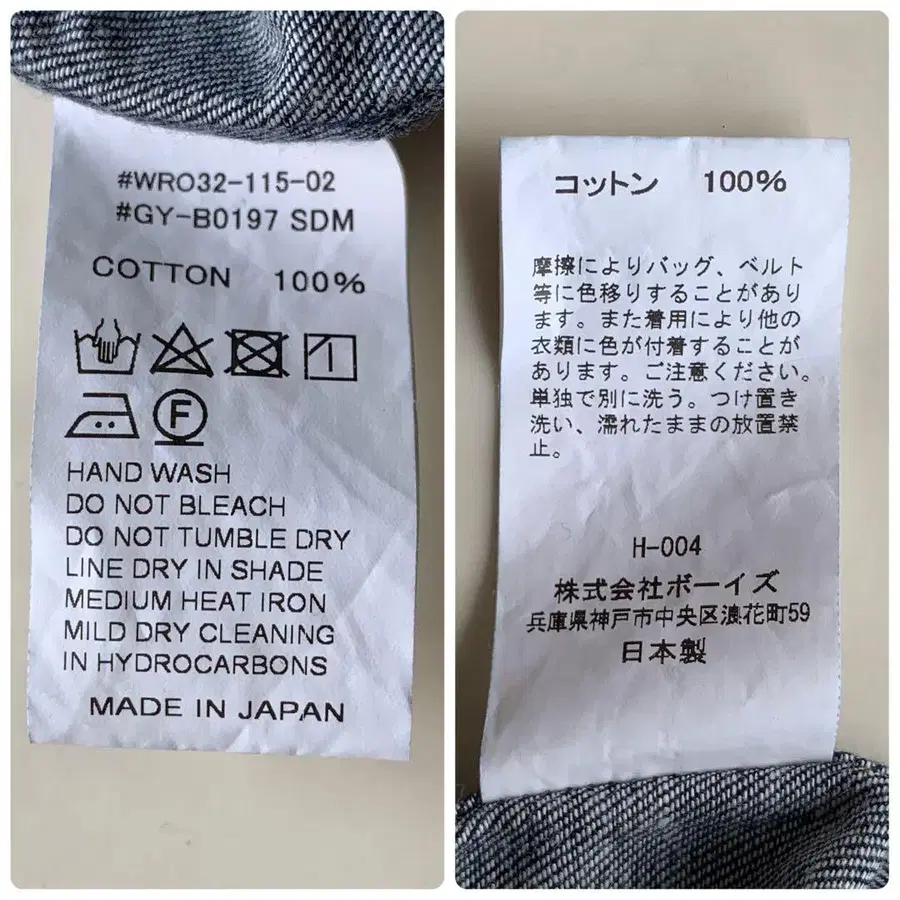 #WRO32-115-02
#GY-B0197 SDM
COTTON 100%
F
HAND WASH
DO NOT BLEACH
DO NOT TUMBLE DRY
LINE DRY IN SHADE
MEDIUM HEAT IRON
MILD DRY CLEANING
IN HYDROCARBONS
MADE IN JAPAN
コットン 100%
摩擦によりバッグ、ベルト
等に色移りすることがあり
ます。また着用により他の
衣類に色が付着することが
あります。ご注意ください。
単独で別に洗う。つけ置き
洗い、濡れたままの放置禁
止。
H-004
株式会社ボーイズ
兵庫県神戸市中央区浪花町59
日本製